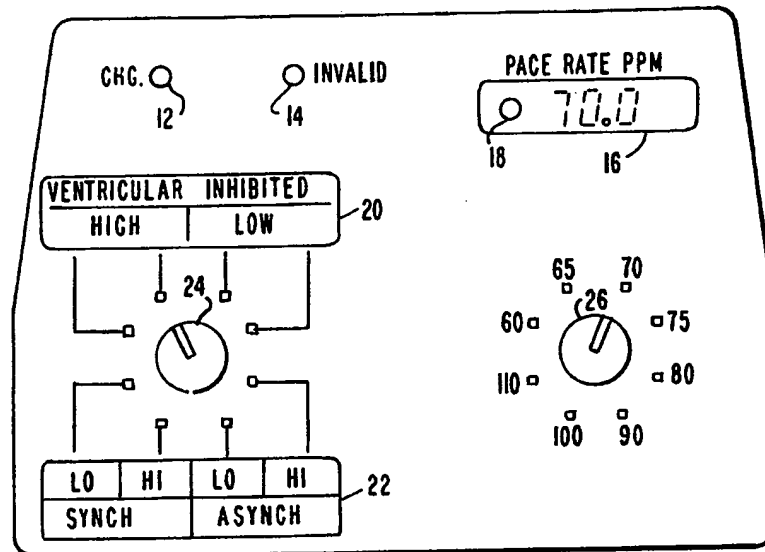 CHG.
12
14
INVALID
PACE RATE PPM
70.0
18
16
VENTRICULAR INHIBITED
HIGH LOW
20
24
65
70
60
26
75
110
80
100
90
LO HI LO HI
SYNCH ASYNCH
22